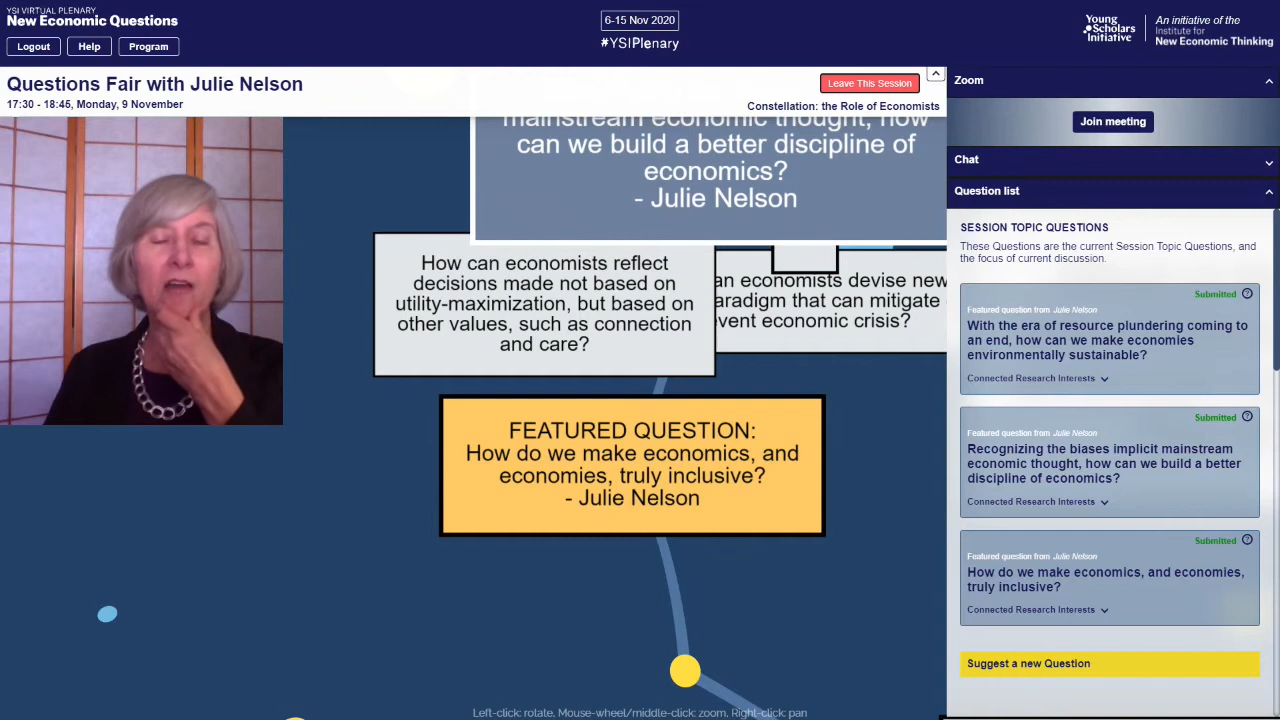 YSI VIRTUAL PLENARY
New Economic Questions
Logout
Help
Program
6-15 Nov 2020
#YSIPlenary
Young
Scholars
Initiative
An initiative of the
Institute for
New Economic Thinking
Questions Fair with Julie Nelson
17:30 - 18:45, Monday, 9 November
Leave This Session
Constellation: the Role of Economists
mainstream economic thought, how
can we build a better discipline of
economics?
- Julie Nelson
How can economists reflect
decisions made not based on
utility-maximization, but based on
other values, such as connection
and care?
an economists devise new
aradigm that can mitigate
vent economic crisis?
FEATURED QUESTION:
How do we make economics, and
economies, truly inclusive?
- Julie Nelson
Left-click: rotate, Mouse-wheel/middle-click: zoom, Right-click: pan
Zoom
Join meeting
Chat
Question list
SESSION TOPIC QUESTIONS
These Questions are the current Session Topic Questions, and
the focus of current discussion.
Submitted
Featured question from Julie Nelson
With the era of resource plundering coming to
an end, how can we make economies
environmentally sustainable?
Connected Research Interests
Submitted
Featured question from Julie Nelson
Recognizing the biases implicit mainstream
economic thought, how can we build a better
discipline of economics?
Connected Research Interests
Submitted
Featured question from Julie Nelson
How do we make economics, and economies,
truly inclusive?
Connected Research Interests
Suggest a new Question